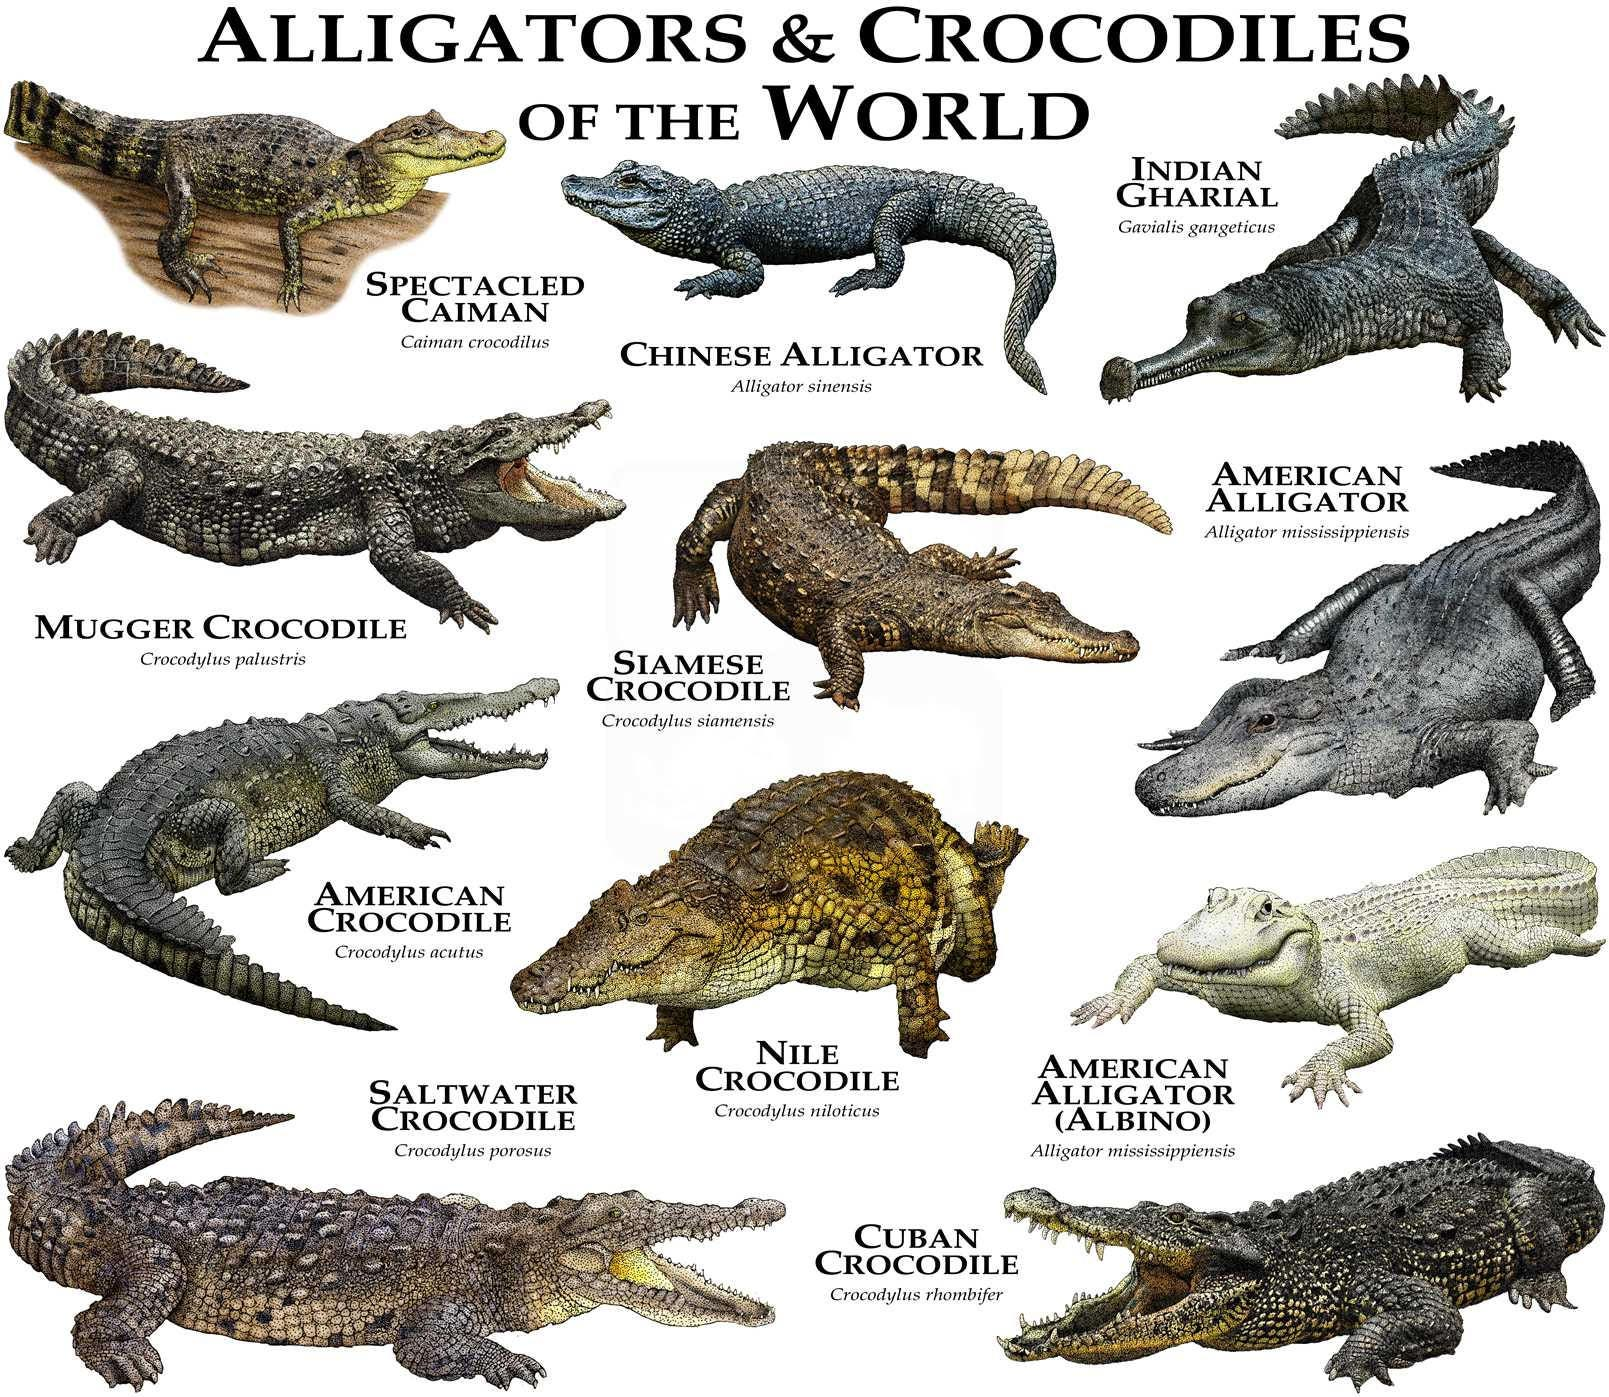 ALLIGATORS & CROCODILES
OF THE WORLD
INDIAN
GHARIAL
Gavialis gangeticus
SPECTACLED
CAIMAN
Caiman crocodilus
CHINESE ALLIGATOR
Alligator sinensis
AMERICAN
ALLIGATOR
Alligator mississippiensis
MUGGER CROCODILE
Crocodylus palustris
SIAMESE
CROCODILE
Crocodylus siamensis
AMERICAN
CROCODILE
Crocodylus acutus
NILE
CROCODILE
Crocodylus niloticus
AMERICAN
ALLIGATOR
(ALBINO)
Alligator mississippiensis
SALTWATER
CROCODILE
Crocodylus porosus
CUBAN
CROCODILE
Crocodylus rhombifer